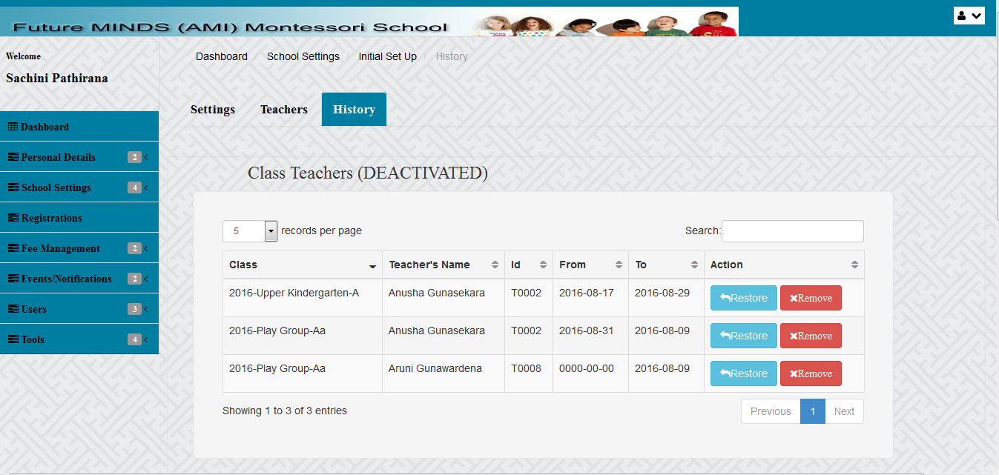 Future MINDS (AMI) Montessori School
Welcome
Sachini Pathirana
Dashboard / School Settings / Initial Set Up / History
Settings Teachers History
Dashboard
Personal Details 2
School Settings 4
Registrations
Fee Management 2
Events/Notifications 2
Users 3
Tools 4
Class Teachers (DEACTIVATED)
5 records per page Search:
Class Teacher's Name Id From To Action
2016-Upper Kindergarten-A Anusha Gunasekara T0002 2016-08-17 2016-08-29 Restore Remove
2016-Play Group-Aa Anusha Gunasekara T0002 2016-08-31 2016-08-09 Restore Remove
2016-Play Group-Aa Aruni Gunawardena T0008 0000-00-00 2016-08-09 Restore Remove
Showing 1 to 3 of 3 entries Previous 1 Next